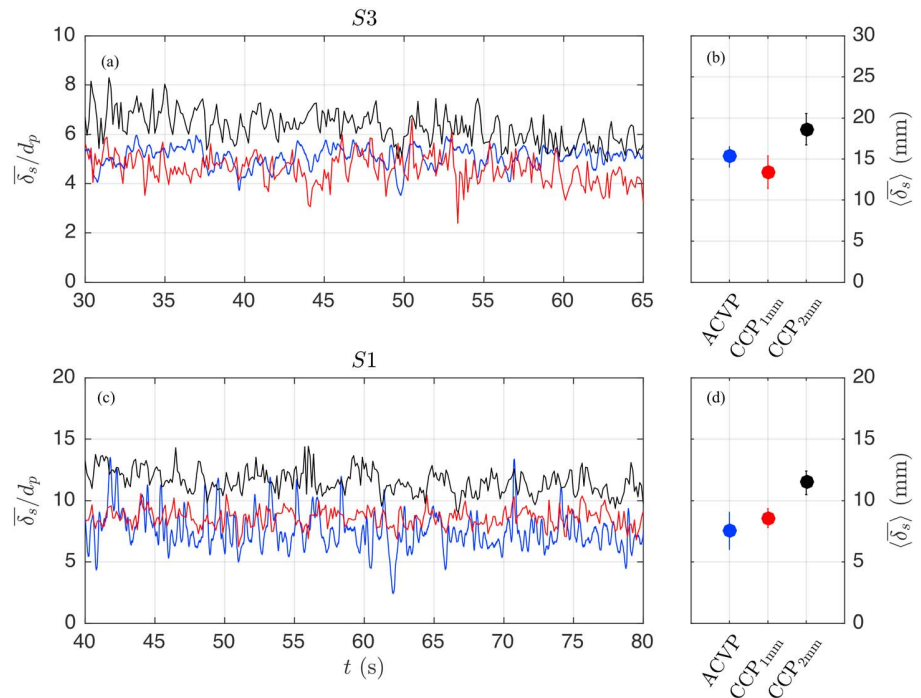 S3
(a)
(b)
10
8
6
4
2
0
30
35
40
45
50
55
60
65
δ̅s/dp
30
25
20
15
10
5
0
⟨δ̅s⟩ (mm)
ACVP
CCP1mm
CCP2mm
S1
(c)
(d)
20
15
10
5
0
40
45
50
55
60
65
70
75
80
δ̅s/dp
t (s)
20
15
10
5
0
⟨δ̅s⟩ (mm)
ACVP
CCP1mm
CCP2mm